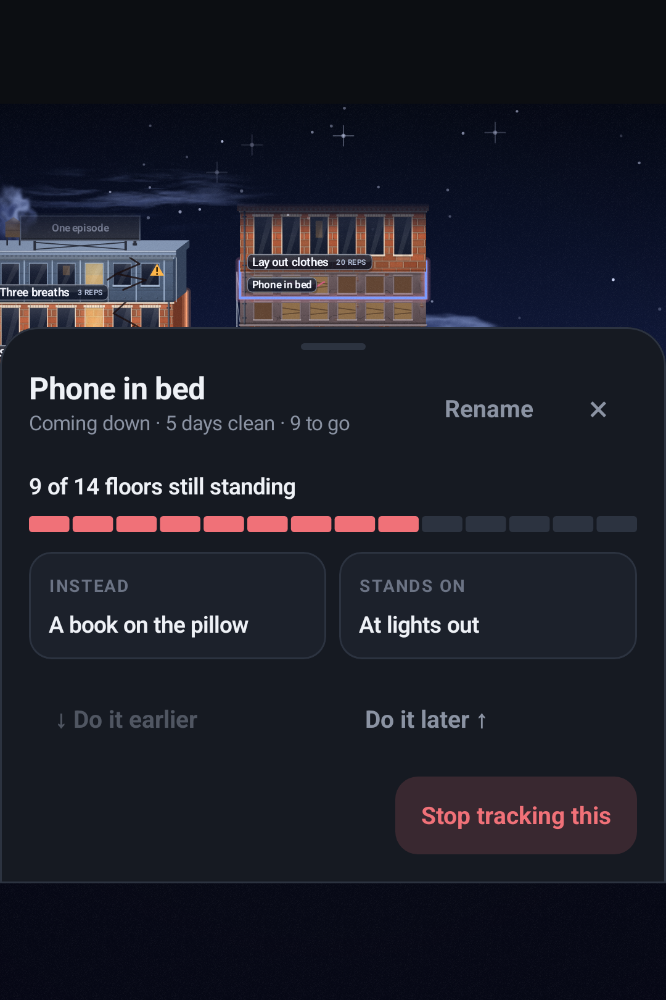 One episode
Lay out clothes 20 REPS
Three breaths 3 REPS
Phone in bed
Phone in bed
Coming down · 5 days clean · 9 to go
Rename ×
9 of 14 floors still standing
INSTEAD
A book on the pillow
STANDS ON
At lights out
↓ Do it earlier
Do it later ↑
Stop tracking this